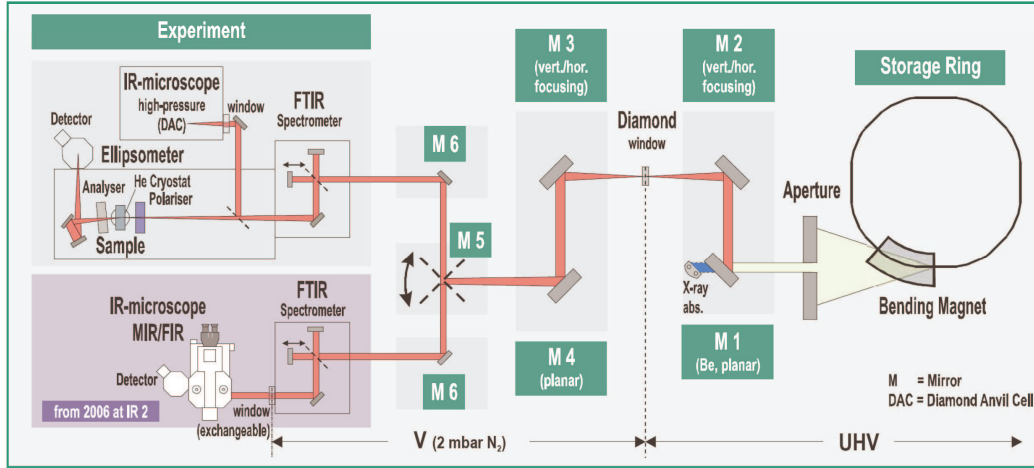 Experiment
IR-microscope
high-pressure
(DAC)
window
Detector
Ellipsometer
FTIR
Spectrometer
Analyser
He Cryostat
Polariser
Sample
M 6
M 5
M 3
(vert./hor.
focusing)
M 2
(vert./hor.
focusing)
Storage Ring
Diamond
window
Aperture
X-ray
abs.
Bending Magnet
IR-microscope
MIR/FIR
FTIR
Spectrometer
Detector
window
(exchangeable)
from 2006 at IR 2
M 6
M 4
(planar)
M 1
(Be, planar)
M = Mirror
DAC = Diamond Anvil Cell
V (2 mbar N₂)
UHV